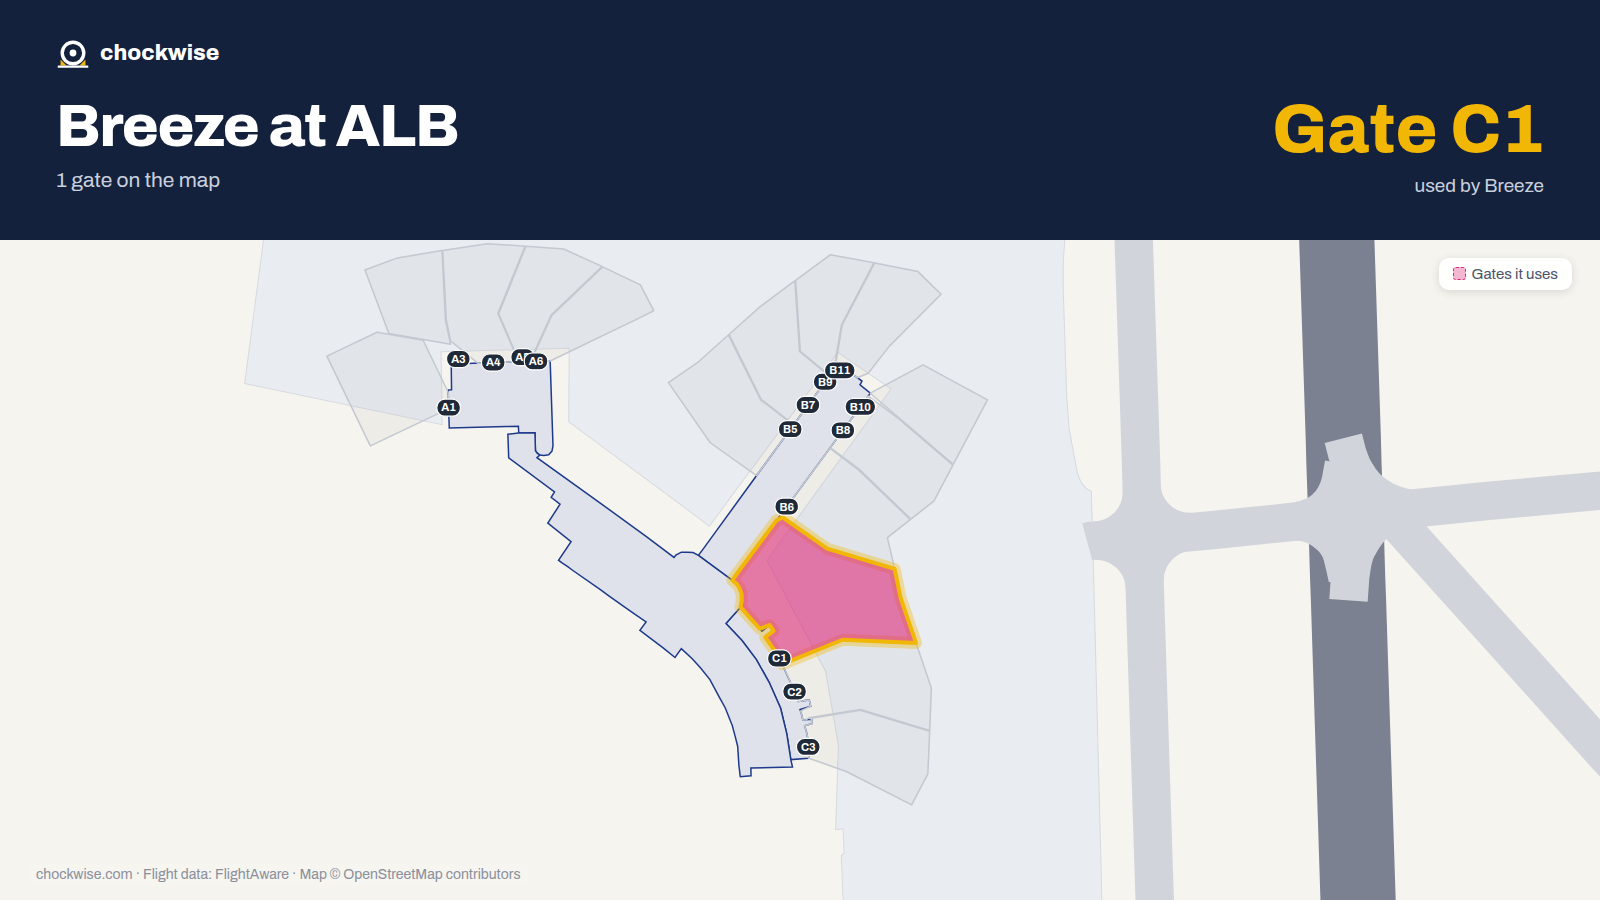 chockwise
Breeze at ALB
1 gate on the map
Gate C1
used by Breeze
Gates it uses
A3
A4
A6
A1
B11
B9
B7
B10
B5
B8
B6
C1
C2
C3
chockwise.com · Flight data: FlightAware · Map © OpenStreetMap contributors